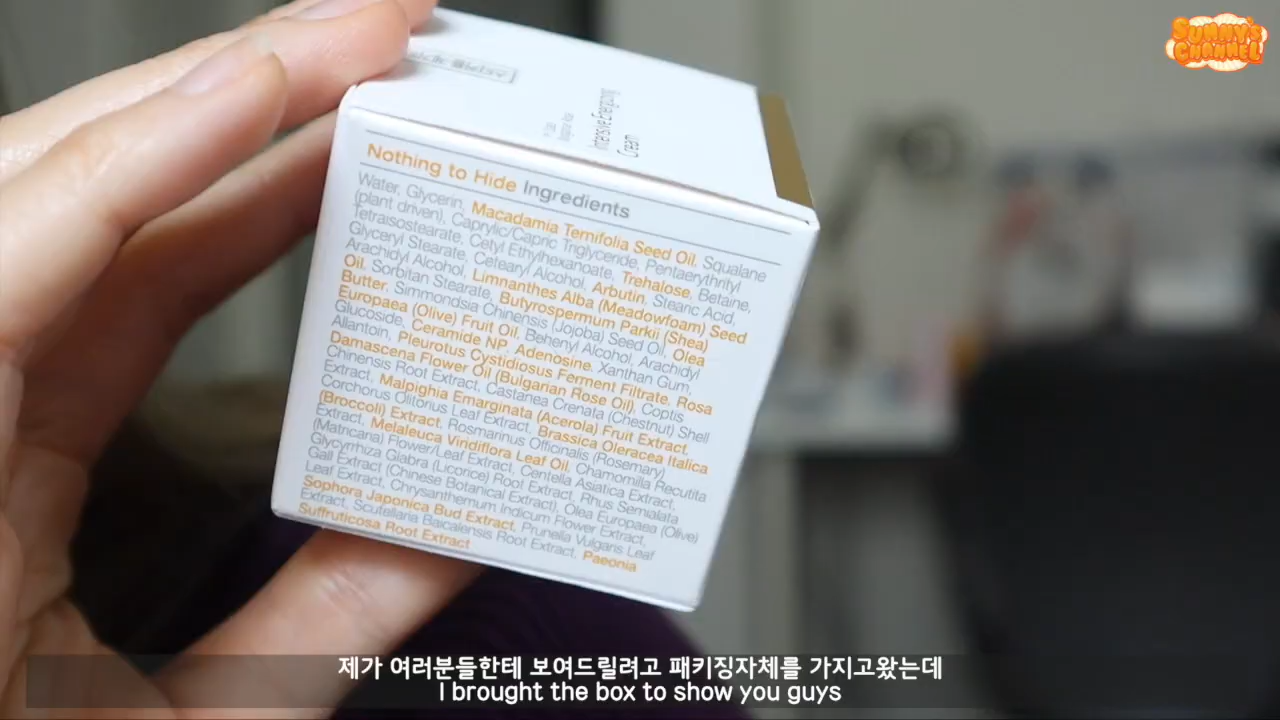 SUNNY'S
CHANNEL
Intensive Energizing
Cream
Nothing to Hide Ingredients
Water, Glycerin, Macadamia Ternifolia Seed Oil, Squalane
(plant driven), Caprylic/Capric Triglyceride, Pentaerythrityl
Tetraisostearate, Cetyl Ethylhexanoate, Trehalose, Betaine,
Glyceryl Stearate, Cetearyl Alcohol, Arbutin, Stearic Acid,
Arachidyl Alcohol, Limnanthes Alba (Meadowfoam) Seed
Oil, Sorbitan Stearate, Butyrospermum Parkii (Shea)
Butter, Simmondsia Chinensis (Jojoba) Seed Oil, Olea
Europaea (Olive) Fruit Oil, Behenyl Alcohol, Arachidyl
Glucoside, Ceramide NP, Adenosine, Xanthan Gum,
Allantoin, Pleurotus Cystidiosus Ferment Filtrate, Rosa
Damascena Flower Oil (Bulgarian Rose Oil), Coptis
Chinensis Root Extract, Castanea Crenata (Chestnut) Shell
Extract, Malpighia Emarginata (Acerola) Fruit Extract,
Corchorus Olitorius Leaf Extract, Brassica Oleracea Italica
(Broccoli) Extract, Rosmarinus Officinalis (Rosemary)
Extract, Melaleuca Viridiflora Leaf Oil, Chamomilla Recutita
(Matricaria) Flower/Leaf Extract, Centella Asiatica Extract,
Glycyrrhiza Glabra (Licorice) Root Extract, Rhus Semialata
Gall Extract (Chinese Botanical Extract), Olea Europaea (Olive)
Leaf Extract, Chrysanthemum Indicum Flower Extract,
Sophora Japonica Bud Extract, Prunella Vulgaris Leaf
Extract, Scutellaria Baicalensis Root Extract, Paeonia
Suffruticosa Root Extract
제가 여러분들한테 보여드릴려고 패키징자체를 가지고왔는데
I brought the box to show you guys